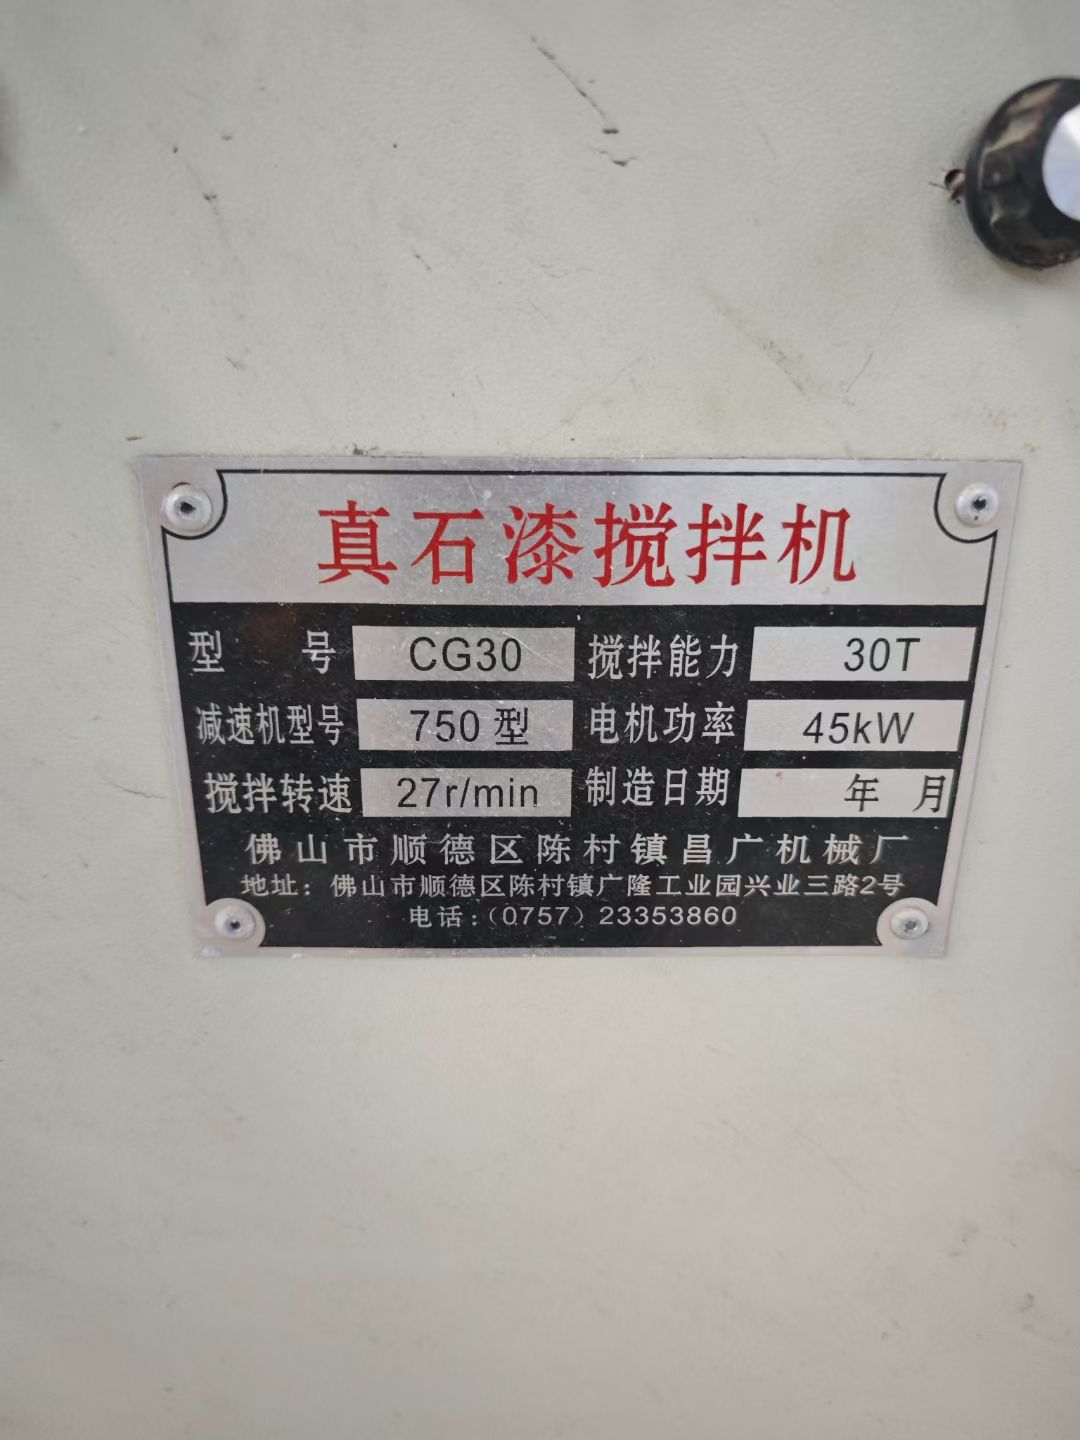 真石漆搅拌机
型 号 CG30 搅拌能力 30T
减速机型号 750 型 电机功率 45kW
搅拌转速 27r/min 制造日期 年 月
佛山市顺德区陈村镇昌广机械厂
地址：佛山市顺德区陈村镇广隆工业园兴业三路2号
电话：（0757）23353860